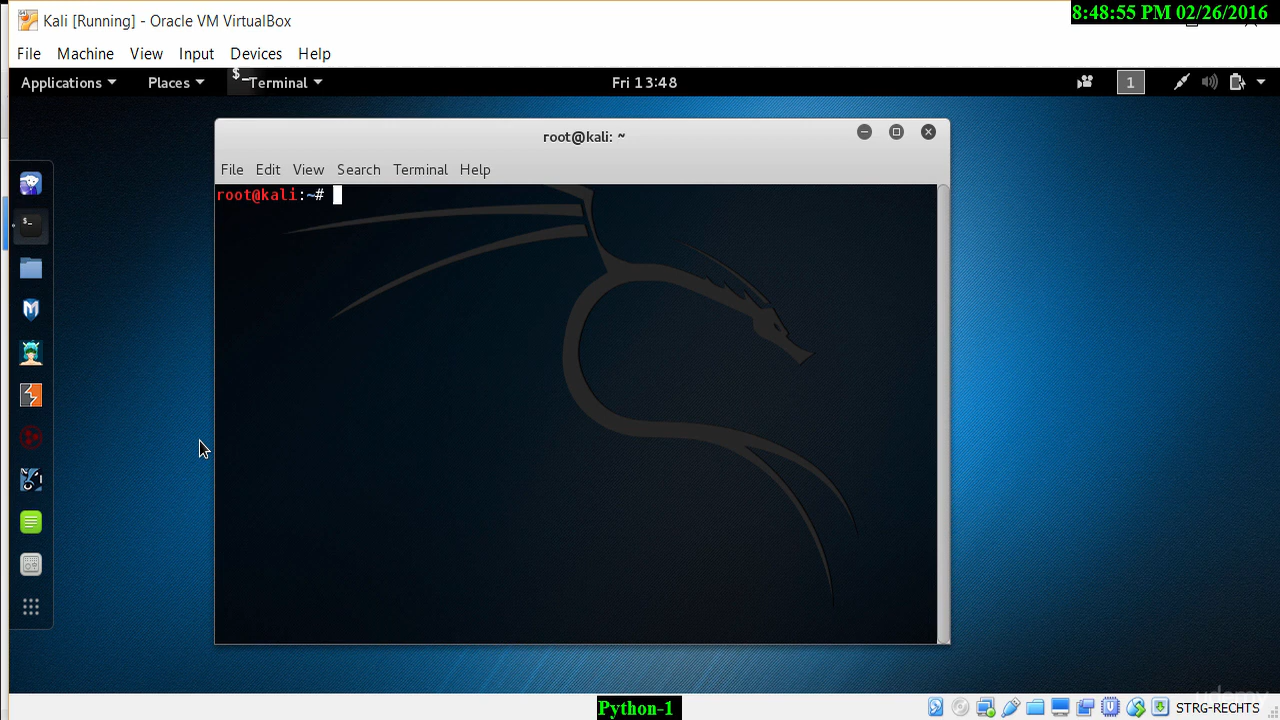 Kali [Running] - Oracle VM VirtualBox
8:48:55 PM 02/26/2016
File Machine View Input Devices Help
Applications Places Terminal Fri 13:48 1
root@kali: ~
File Edit View Search Terminal Help
root@kali:~#
udemy
Python-1
STRG-RECHTS